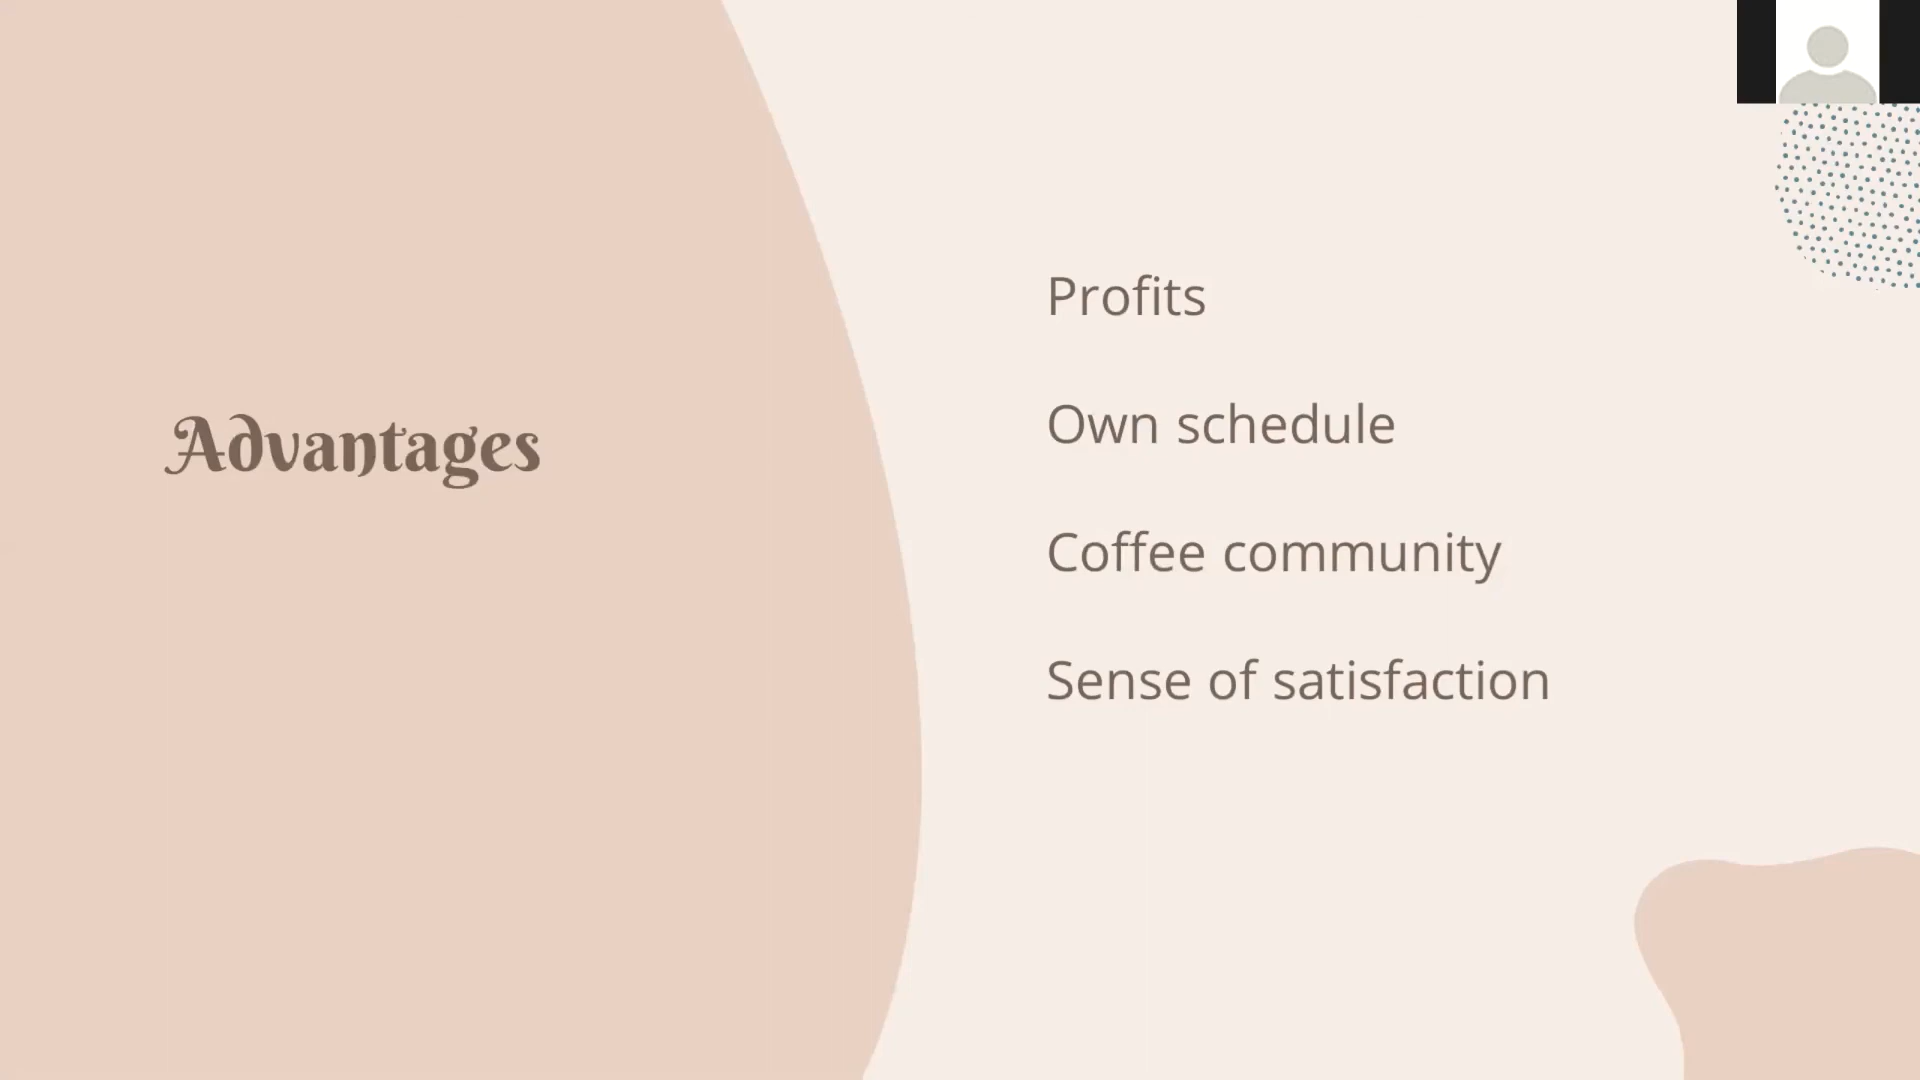 Advantages
Profits
Own schedule
Coffee community
Sense of satisfaction